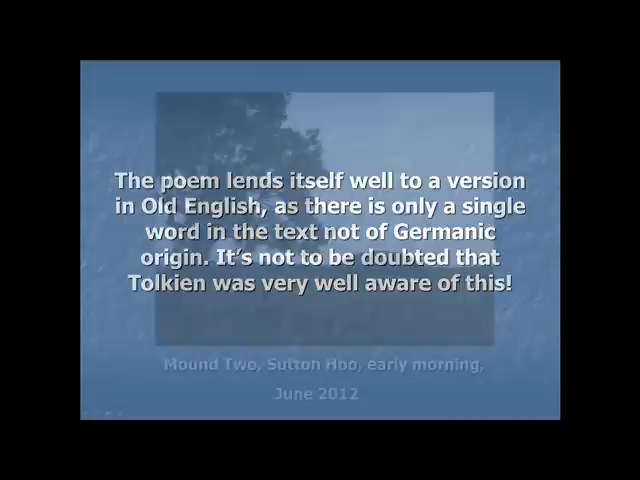 The poem lends itself well to a version
in Old English, as there is only a single
word in the text not of Germanic
origin. It's not to be doubted that
Tolkien was very well aware of this!
Mound Two, Sutton Hoo, early morning,
June 2012